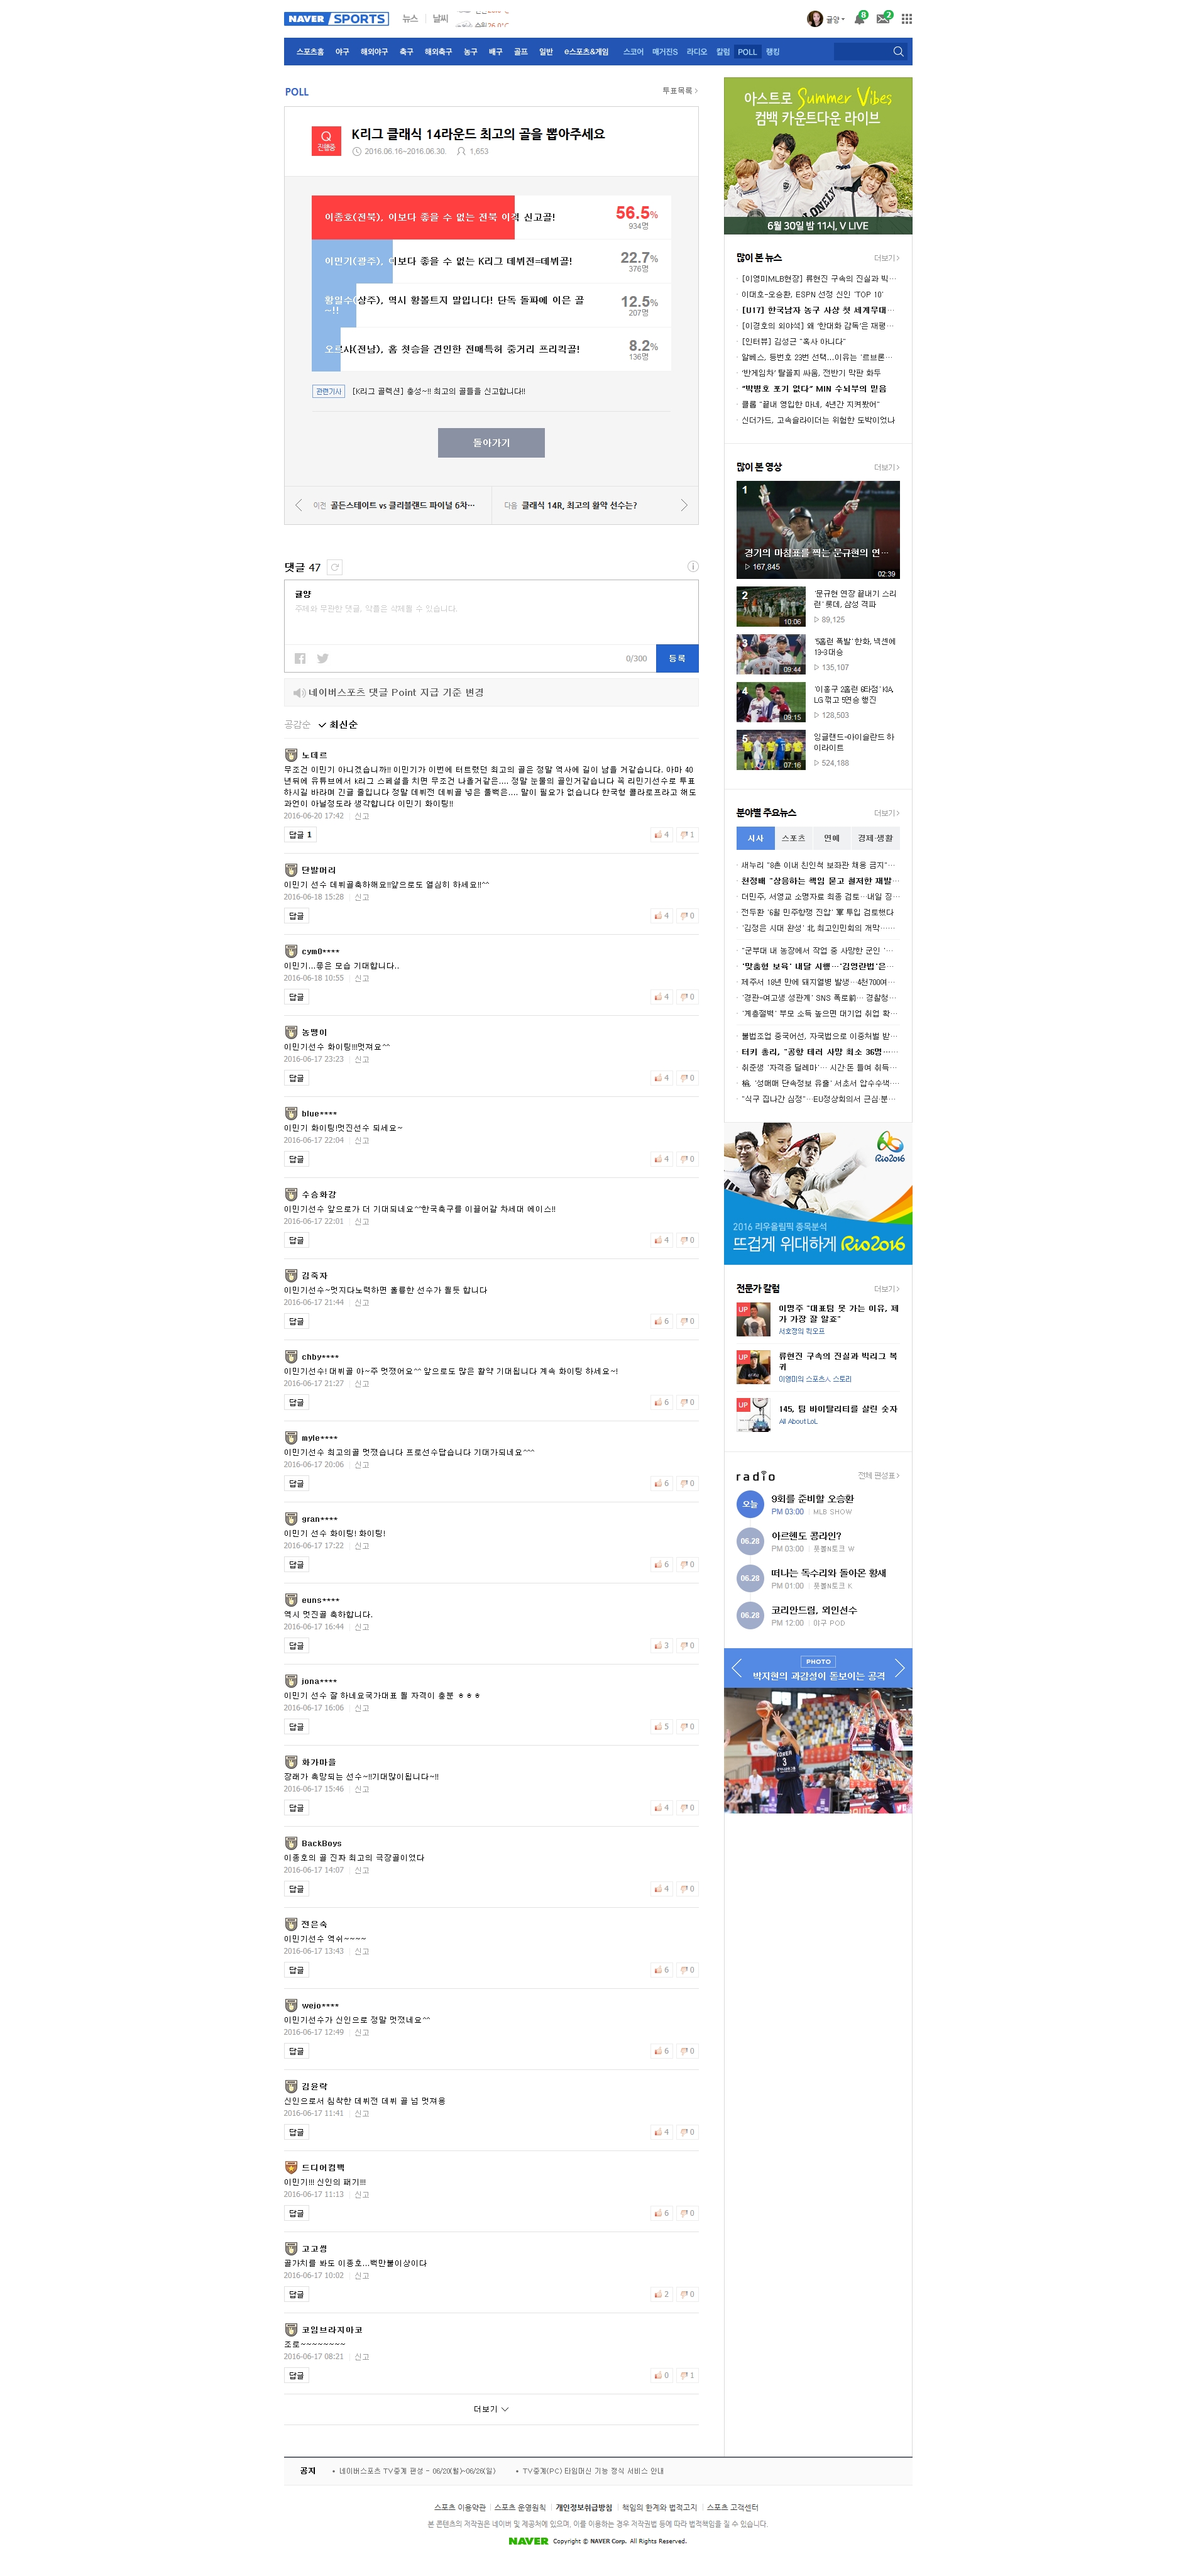 NAVER SPORTS
뉴스 날씨
귤양 8 2
스포츠홈 야구 해외야구 축구 해외축구 농구 배구 골프 일반 e스포츠&게임 스코어 매거진S 라디오 칼럼 POLL 랭킹
POLL
투표목록
Q
진행중
K리그 클래식 14라운드 최고의 골을 뽑아주세요
2016.06.16~2016.06.30. 1,653
이종호(전북), 이보다 좋을 수 없는 전북 이적 신고골!
56.5%
934명
이민기(광주), 더보다 좋을 수 없는 K리그 데뷔전=데뷔골!
22.7%
376명
황일수(상주), 역시 황볼트지 말입니다! 단독 돌파에 이은 골
~!!
12.5%
207명
오르샤(전남), 홈 첫승을 견인한 전매특허 중거리 프리킥골!
8.2%
136명
관련기사 [K리그 골렉션] 충성~!! 최고의 골들을 신고합니다!!
돌아가기
이전 골든스테이트 vs 클리블랜드 파이널 6차…
다음 클래식 14R, 최고의 활약 선수는?
댓글 47
귤양
주제와 무관한 댓글, 악플은 삭제될 수 있습니다.
0/300 등록
네이버스포츠 댓글 Point 지급 기준 변경
공감순 최신순
노데르
무조건 이민기 아니겠습니까!! 이민기가 이번에 터트렸던 최고의 골은 정말 역사에 길이 남을 거같습니다. 아마 40
년뒤에 유튜브에서 k리그 스페셜을 치면 무조건 나올거같은.... 정말 눈물의 골인거같습니다 꼭 리민기선수로 투표
하시길 바라며 긴글 줄입니다 정말 데뷔전 데뷔골 넣은 풀백은.... 말이 필요가 없습니다 한국형 콜라로프라고 해도
과언이 아닐정도라 생각합니다 이민기 화이팅!!
2016-06-20 17:42 신고
답글 1 4 1
단발머리
이민기 선수 데뷔골축하해요!!앞으로도 열심히 하세요!!^^
2016-06-18 15:28 신고
답글 4 0
cym0****
이민기...좋은 모습 기대합니다..
2016-06-18 10:55 신고
답글 4 0
농땡이
이민기선수 화이팅!!!멋져요^^
2016-06-17 23:23 신고
답글 4 0
blue****
이민기 화이팅!멋진선수 되세요~
2016-06-17 22:04 신고
답글 4 0
수승화강
이민기선수 앞으로가 더 기대되네요^^한국축구를 이끌어갈 차세대 에이스!!
2016-06-17 22:01 신고
답글 4 0
김죽자
이민기선수~멋지다노력하면 훌륭한 선수가 될듯 합니다
2016-06-17 21:44 신고
답글 6 0
chby****
이민기선수! 대뷔골 아~주 멋졌어요^^ 앞으로도 많은 활약 기대됩니다 계속 화이팅 하세요~!
2016-06-17 21:27 신고
답글 6 0
myle****
이민기선수 최고의골 멋졌습니다 프로선수답습니다 기대가되네요^^^
2016-06-17 20:06 신고
답글 6 0
gran****
이민기 선수 화이팅! 화이팅!
2016-06-17 17:22 신고
답글 6 0
euns****
역시 멋진골 축하합니다.
2016-06-17 16:44 신고
답글 3 0
jona****
이민기 선수 잘 하네요국가대표 될 자격이 충분 ㅎㅎㅎ
2016-06-17 16:06 신고
답글 5 0
화가마을
장래가 촉망되는 선수~!!기대많이됩니다~!!
2016-06-17 15:46 신고
답글 4 0
BackBoys
이종호의 골 진짜 최고의 극장골이었다
2016-06-17 14:07 신고
답글 4 0
전은숙
이민기선수 역쉬~~~~
2016-06-17 13:43 신고
답글 6 0
wejo****
이민기선수가 신인으로 정말 멋졌네요^^
2016-06-17 12:49 신고
답글 6 0
김윤락
신인으로서 침착한 데뷔전 데뷔 골 넘 멋져용
2016-06-17 11:41 신고
답글 4 0
드디어컴백
이민기!!! 신인의 패기!!!
2016-06-17 11:13 신고
답글 6 0
고고씽
골가치를 봐도 이종호...백만불이상이다
2016-06-17 10:02 신고
답글 2 0
코임브라지마코
조로~~~~~~~~
2016-06-17 08:21 신고
답글 0 1
더보기
아스트로 Summer Vibes
컴백 카운트다운 라이브
6월 30일 밤 11시, V LIVE
많이 본 뉴스 더보기
[이영미MLB현장] 류현진 구속의 진실과 빅…
이대호-오승환, ESPN 선정 신인 'TOP 10'
[U17] 한국남자 농구 사상 첫 세계무대…
[이경호의 외야석] 왜 '한대화 감독'은 재평…
[인터뷰] 김성근 "혹사 아니다"
알베스, 등번호 23번 선택...이유는 '르브론…
'반게임차' 탈꼴찌 싸움, 전반기 막판 화두
"박병호 포기 없다" MIN 수뇌부의 믿음
클롭 "끝내 영입한 마네, 4년간 지켜봤어"
신더가드, 고속슬라이더는 위험한 도박이었나
많이 본 영상 더보기
1
경기의 마침표를 찍는 문규현의 연…
167,845 02:39
2 10:06
'문규현 연장 끝내기 스리
런' 롯데, 삼성 격파
89,125
3 09:44
'5홈런 폭발' 한화, 넥센에
13-3 대승
135,107
4 09:15
'이홍구 2홈런 6타점' KIA,
LG 꺾고 5연승 행진
128,503
5 07:16
잉글랜드-아이슬란드 하
이라이트
524,188
분야별 주요뉴스 더보기
시사 스포츠 연예 경제·생활
새누리 "8촌 이내 친인척 보좌관 채용 금지"…
천정배 "상응하는 책임 묻고 철저한 재발…
더민주, 서영교 소명자료 최종 검토…내일 징…
전두환 '6월 민주항쟁 진압' 軍 투입 검토했다
'김정은 시대 완성' 北 최고인민회의 개막……
"군부대 내 농장에서 작업 중 사망한 군인 '…
'맞춤형 보육' 내달 시행…'김영란법'은…
제주서 18년 만에 돼지열병 발생…4천700여…
'경관-여고생 성관계' SNS 폭로前… 경찰청…
'계층절벽' 부모 소득 높으면 대기업 취업 확…
불법조업 중국어선, 자국법으로 이중처벌 받…
터키 총리, "공항 테러 사망 최소 36명……
취준생 '자격증 딜레마'… 시간·돈 들여 취득…
檢, '성매매 단속정보 유출' 서초서 압수수색…
"식구 집나간 심정"…EU정상회의서 근심·분…
Rio2016
2016 리우올림픽 종목분석
뜨겁게 위대하게 Rio2016
전문가 칼럼 더보기
UP
이명주 "대표팀 못 가는 이유, 제
가 가장 잘 알죠"
서호정의 킥오프
UP
류현진 구속의 진실과 빅리그 복
귀
이영미의 스포츠人 스토리
UP
145, 팀 바이탈리티를 살린 숫자
All About LoL
radio 전체 편성표
오늘 9회를 준비할 오승환
PM 03:00 MLB SHOW
06.28 아르헨도 콩라인?
PM 03:00 풋볼N토크 W
06.28 떠나는 독수리와 돌아온 황새
PM 01:00 풋볼N토크 K
06.28 코리안드림, 외인선수
PM 12:00 야구 POD
PHOTO
박지현의 과감성이 돋보이는 공격
공지 네이버스포츠 TV중계 편성 - 06/20(월)~06/26(일) TV중계(PC) 타임머신 기능 정식 서비스 안내
스포츠 이용약관 스포츠 운영원칙 개인정보취급방침 책임의 한계와 법적고지 스포츠 고객센터
본 콘텐츠의 저작권은 네이버 및 제공처에 있으며, 이를 이용하는 경우 저작권법 등에 따라 법적책임을 질 수 있습니다.
NAVER Copyright © NAVER Corp. All Rights Reserved.